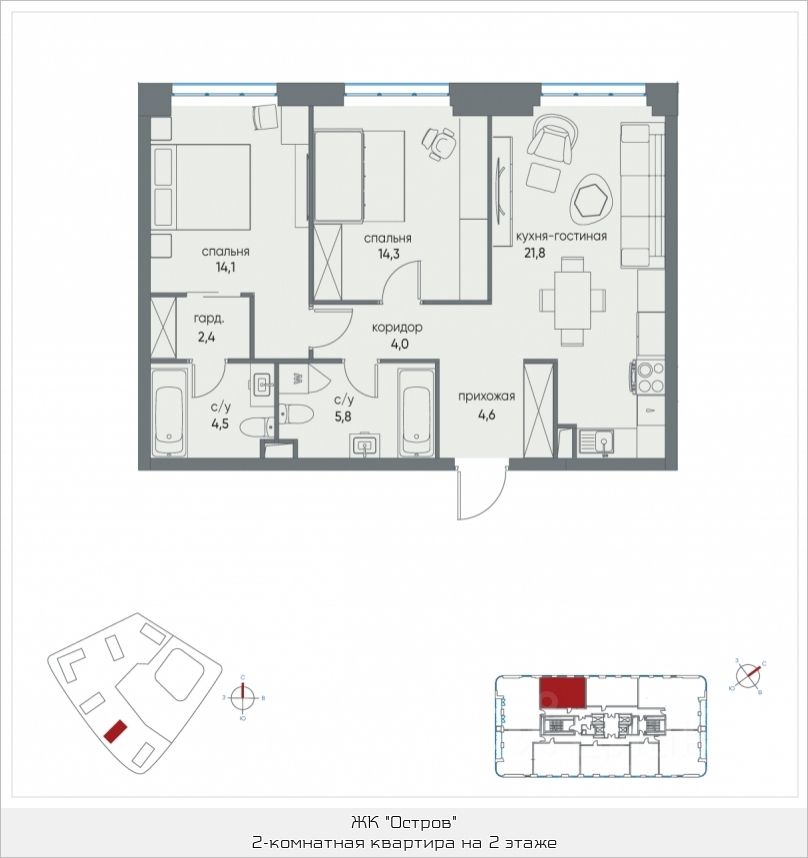 спальня
14,1
спальня
14,3
кухня-гостиная
21,8
гард.
2,4
коридор
4,0
с/у
4,5
с/у
5,8
прихожая
4,6
С
З
В
Ю
З
С
Ю
В
ЖК "Остров"
2-комнатная квартира на 2 этаже